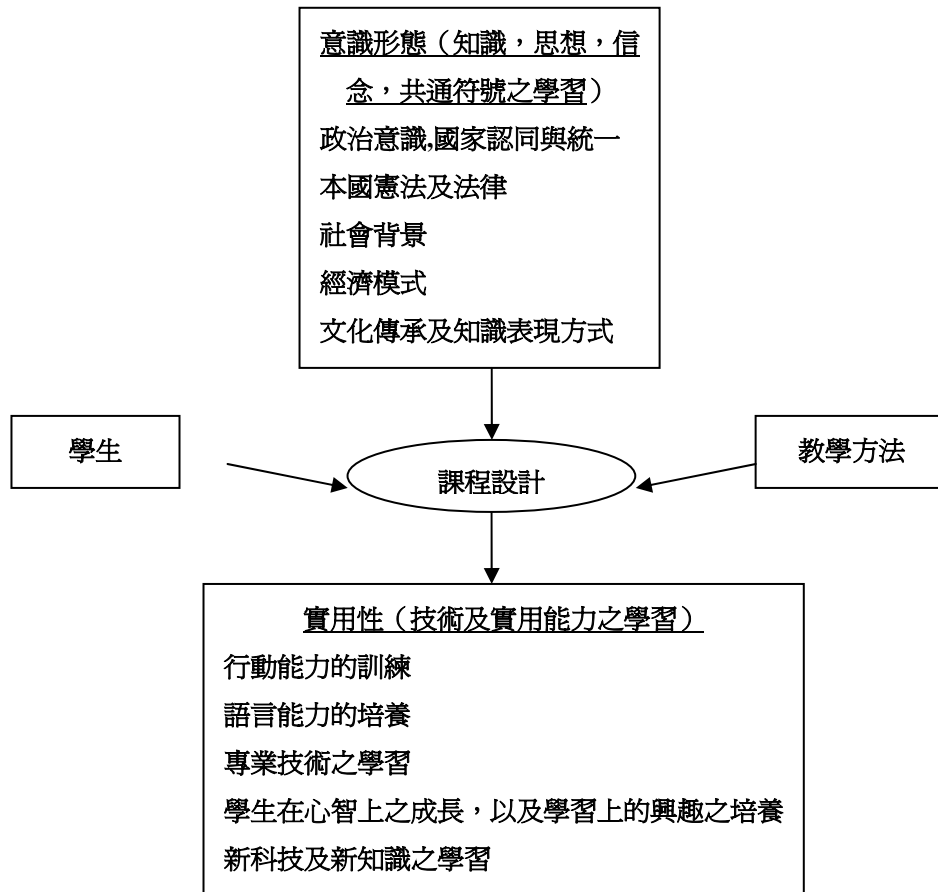 意識形態（知識，思想，信
念，共通符號之學習）
政治意識,國家認同與統一
本國憲法及法律
社會背景
經濟模式
文化傳承及知識表現方式
學生
課程設計
教學方法
實用性（技術及實用能力之學習）
行動能力的訓練
語言能力的培養
專業技術之學習
學生在心智上之成長，以及學習上的興趣之培養
新科技及新知識之學習